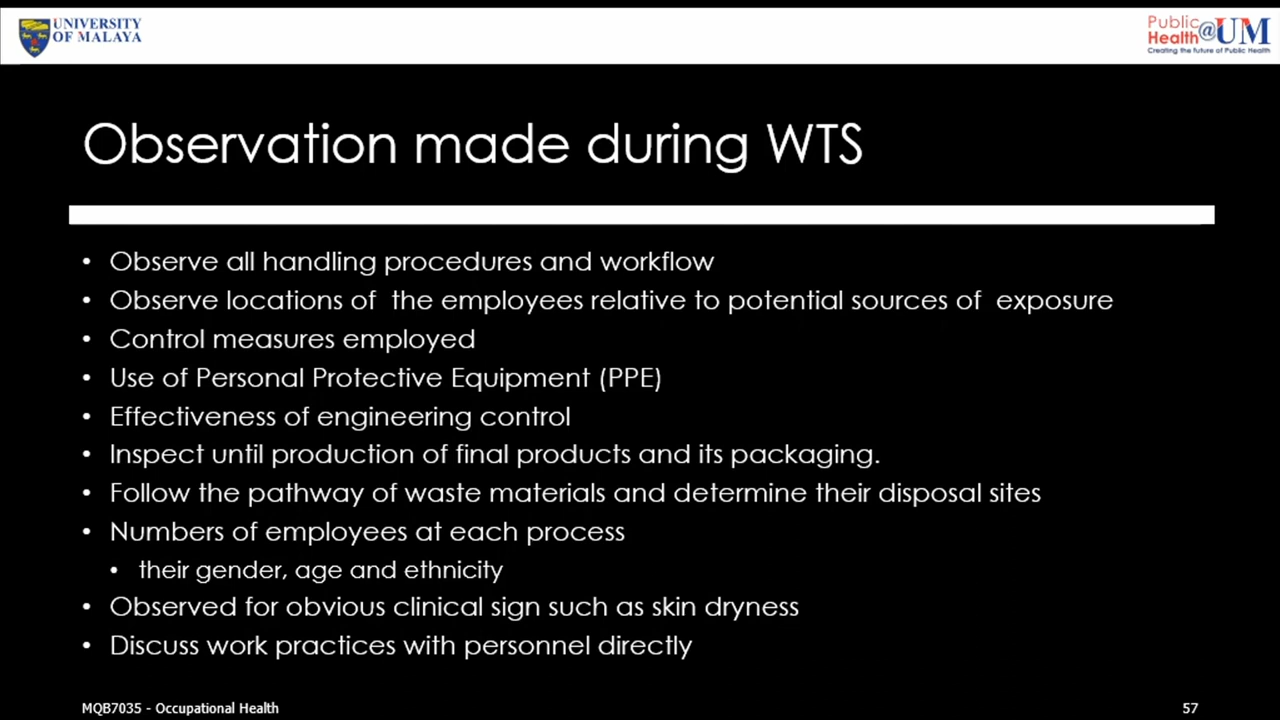 UNIVERSITY
OF MALAYA
Public
Health@UM
Creating the future of Public Health
Observation made during WTS
• Observe all handling procedures and workflow
• Observe locations of the employees relative to potential sources of exposure
• Control measures employed
• Use of Personal Protective Equipment (PPE)
• Effectiveness of engineering control
• Inspect until production of final products and its packaging.
• Follow the pathway of waste materials and determine their disposal sites
• Numbers of employees at each process
• their gender, age and ethnicity
• Observed for obvious clinical sign such as skin dryness
• Discuss work practices with personnel directly
MQB7035 - Occupational Health
57